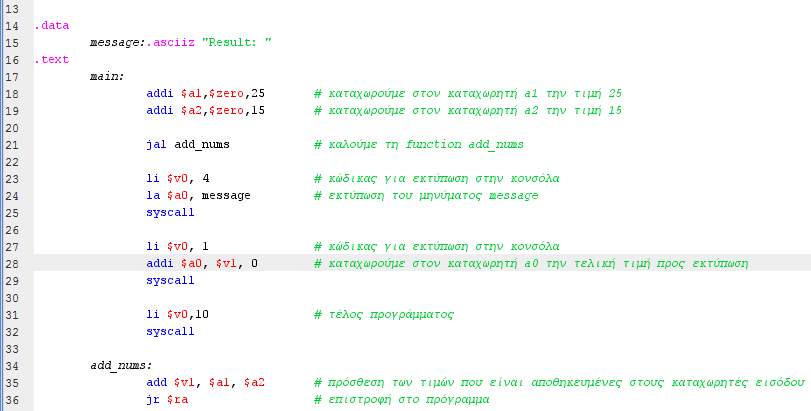 13
14 .data
15 message:.asciiz "Result: "
16 .text
17 main:
18 addi $a1,$zero,25 # καταχωρούμε στον καταχωρητή a1 την τιμή 25
19 addi $a2,$zero,15 # καταχωρούμε στον καταχωρητή a2 την τιμή 15
20
21 jal add_nums # καλούμε τη function add_nums
22
23 li $v0, 4 # κώδικας για εκτύπωση στην κονσόλα
24 la $a0, message # εκτύπωση του μηνύματος message
25 syscall
26
27 li $v0, 1 # κώδικας για εκτύπωση στην κονσόλα
28 addi $a0, $v1, 0 # καταχωρούμε στον καταχωρητή a0 την τελική τιμή προς εκτύπωση
29 syscall
30
31 li $v0,10 # τέλος προγράμματος
32 syscall
33
34 add_nums:
35 add $v1, $a1, $a2 # πρόσθεση των τιμών που είναι αποθηκευμένες στους καταχωρητές εισόδου
36 jr $ra # επιστροφή στο πρόγραμμα